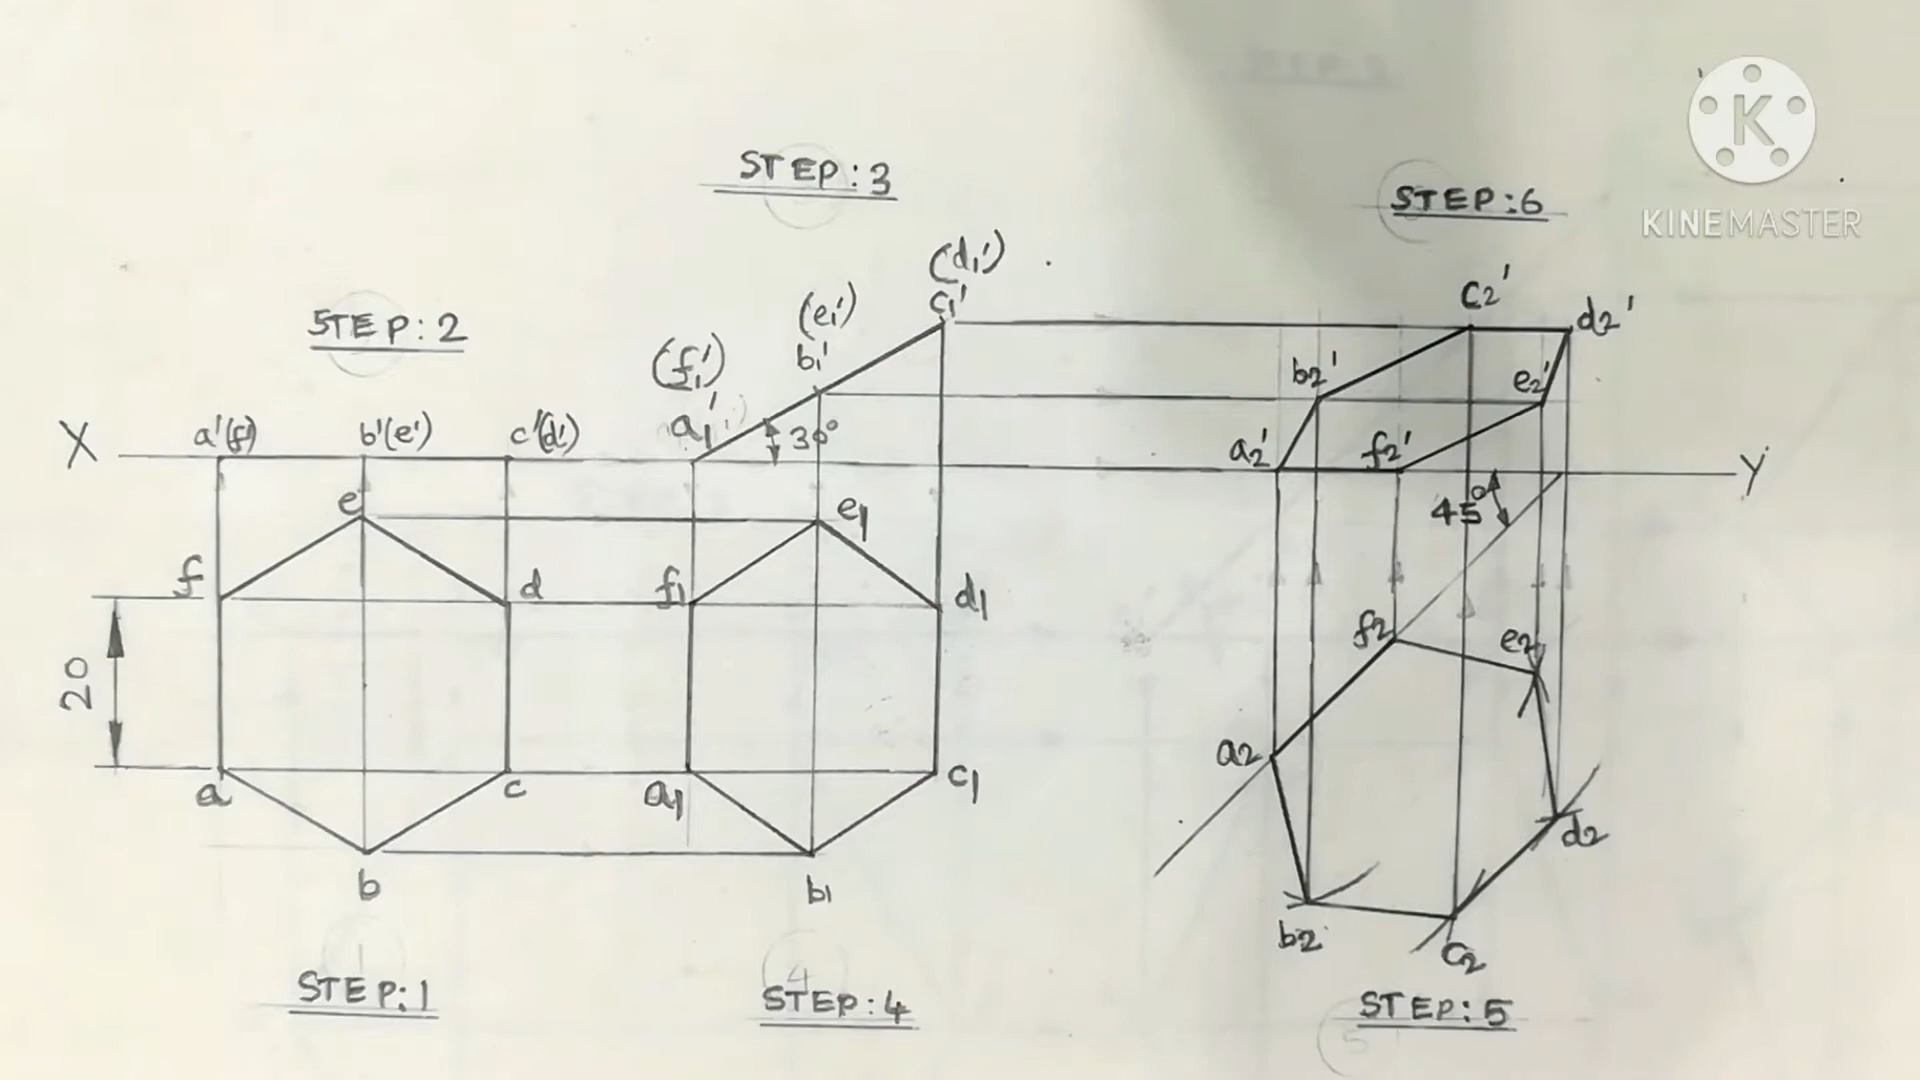 STEP:3
STEP:6
KINEMASTER
(d1')
c1'
c2'
d2'
STEP:2
(e1')
b1'
(f1')
a1'
30°
b2'
e2'
X
a'(f')
b'(e')
c'(d')
a2'
f2'
Y
45°
e
e1
f
d
f1
d1
f2
e2
20
a2
a
c
a1
c1
d2
b
b1
b2
c2
STEP:1
4
STEP:4
STEP:5
5